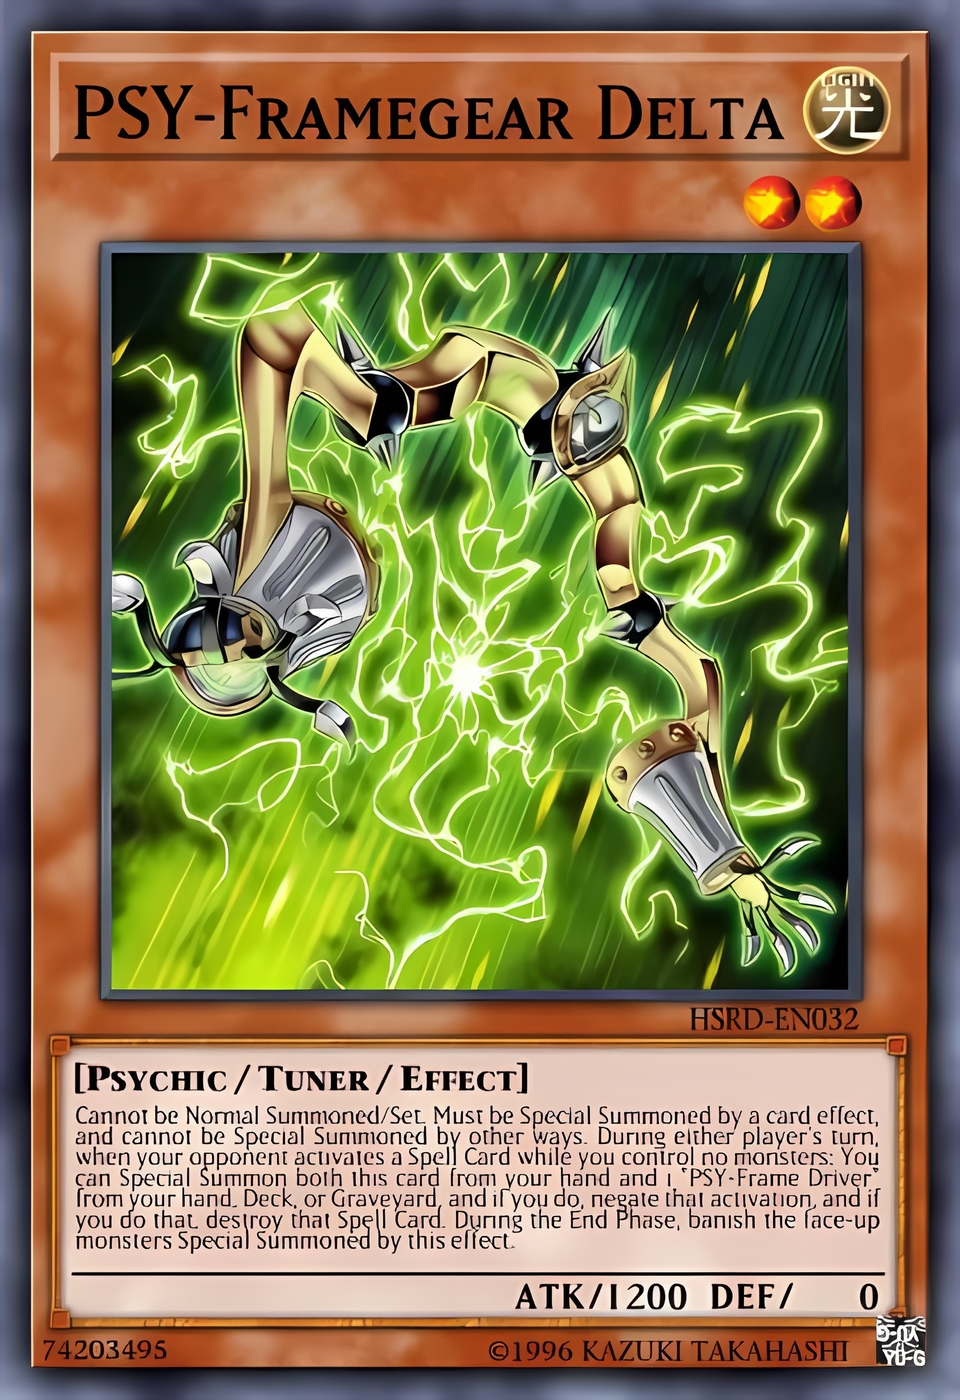 PSY-Framegear Delta
光
HSRD-EN032
[Psychic / Tuner / Effect]
Cannot be Normal Summoned/Set. Must be Special Summoned by a card effect,
and cannot be Special Summoned by other ways. During either player's turn,
when your opponent activates a Spell Card while you control no monsters: You
can Special Summon both this card from your hand and 1 "PSY-Frame Driver"
from your hand, Deck, or Graveyard, and if you do, negate that activation, and if
you do that, destroy that Spell Card. During the End Phase, banish the face-up
monsters Special Summoned by this effect.
ATK/1200 DEF/ 0
74203495 ©1996 KAZUKI TAKAHASHI